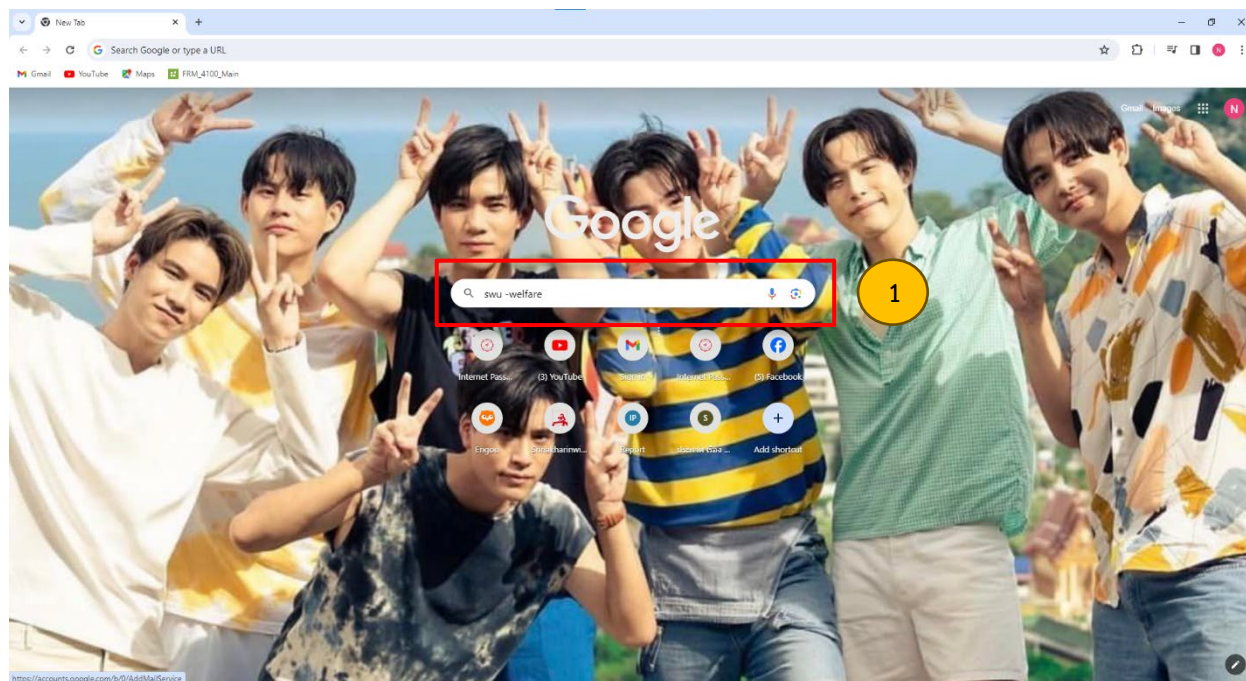 New Tab
Search Google or type a URL
Gmail YouTube Maps FRM_4100_Main
Gmail Images N
Google
swu -welfare
1
Internet Pass... (3) YouTube Internet Pass... (5) Facebook
IP S
Report Add shortcut
https://accounts.google.com/b/0/AddMailService